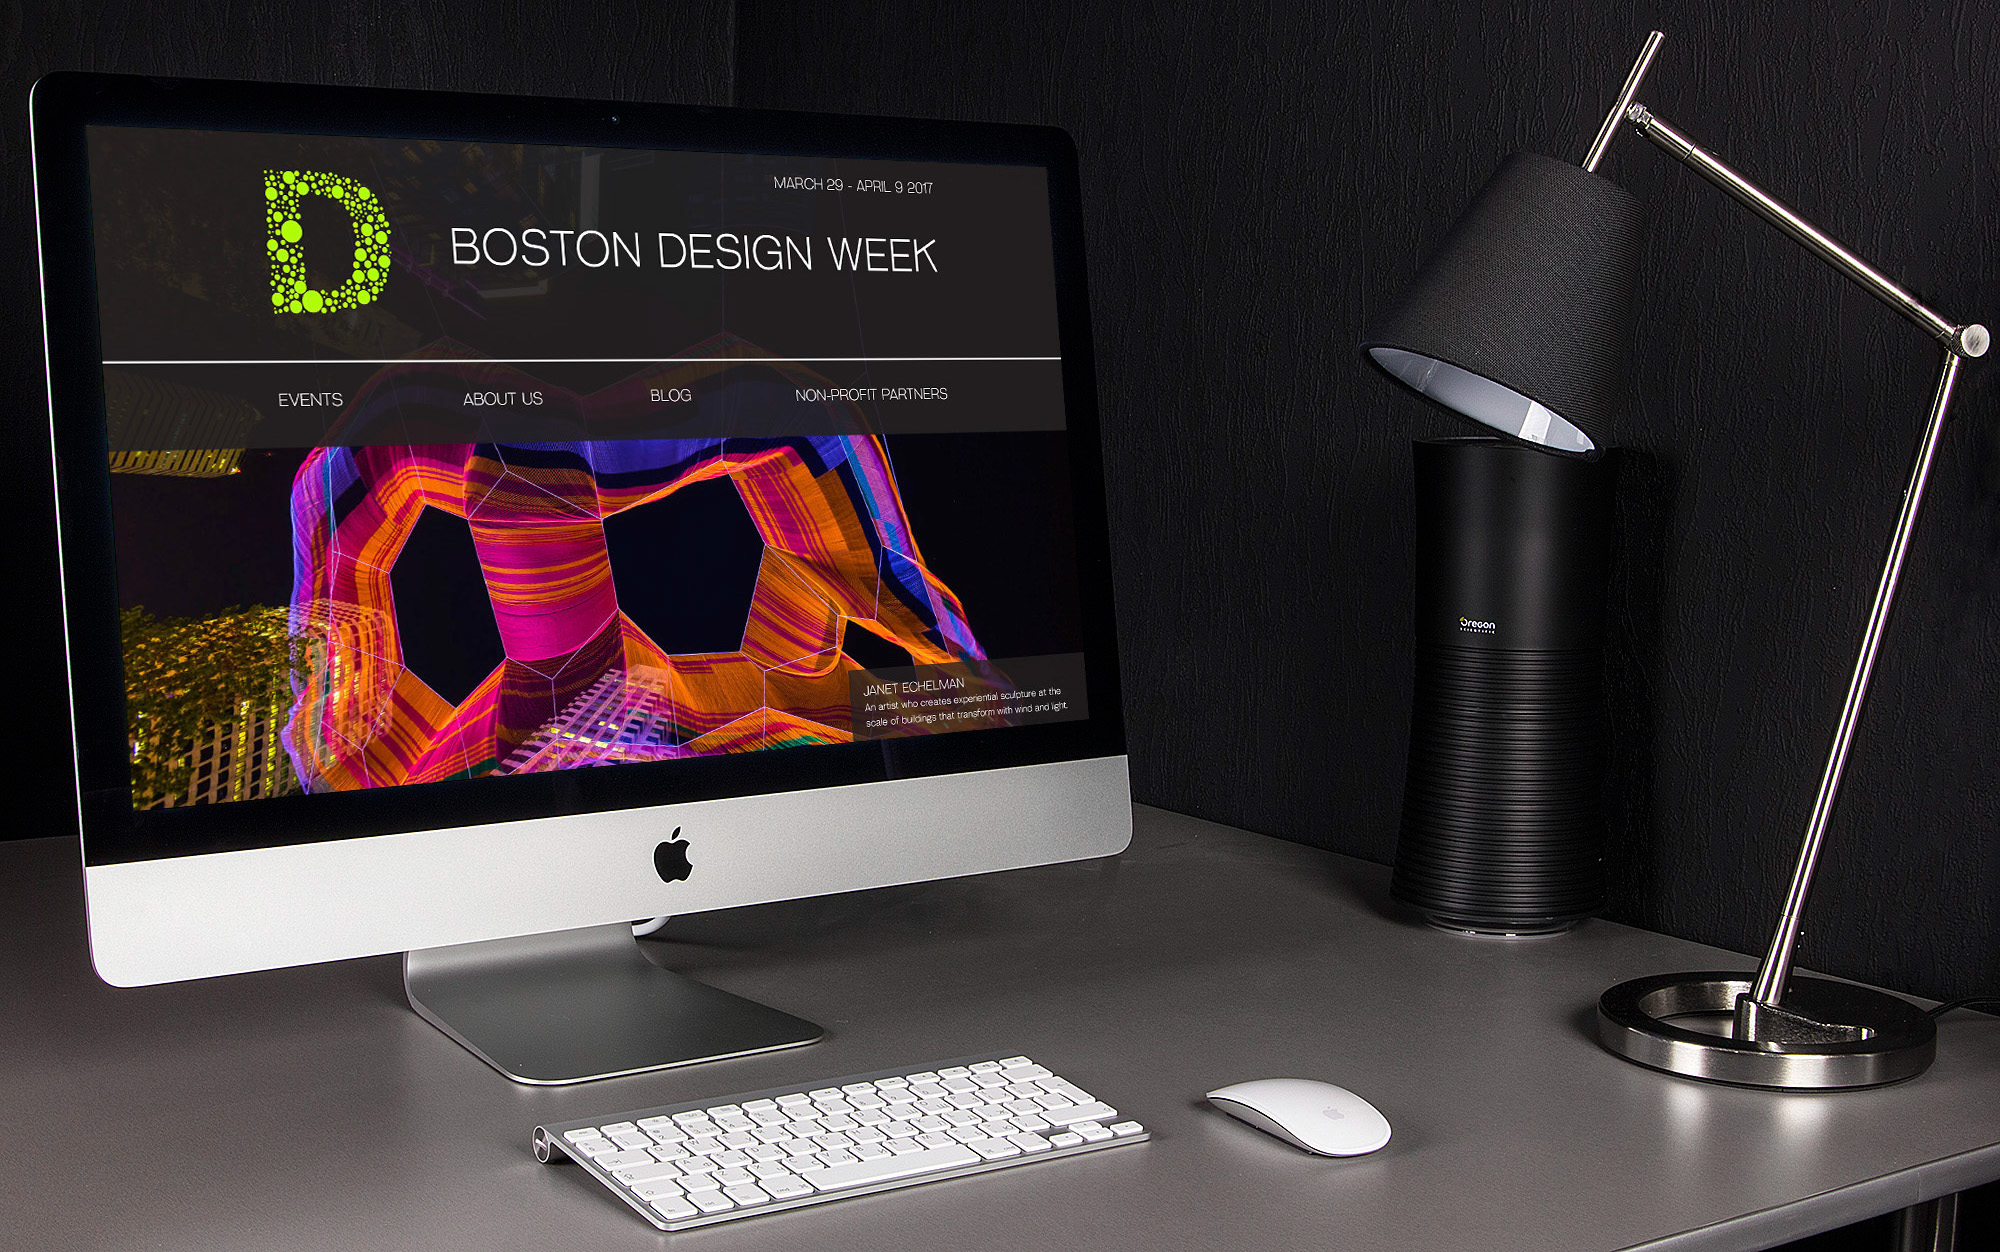 MARCH 29 - APRIL 9 2017
BOSTON DESIGN WEEK
EVENTS
ABOUT US
BLOG
NON-PROFIT PARTNERS
JANET ECHELMAN
An artist who creates experiential sculpture at the
scale of buildings that transform with wind and light.
Oregon
SCIENTIFIC